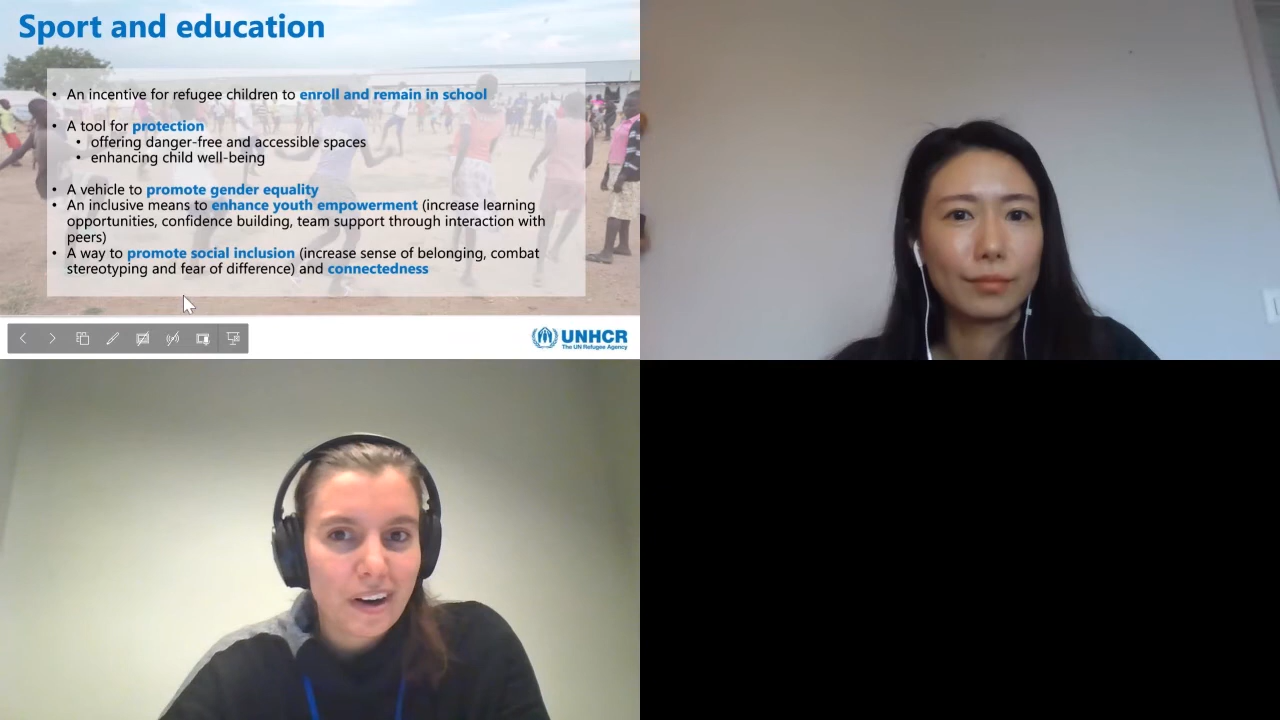 Sport and education
• An incentive for refugee children to enroll and remain in school
• A tool for protection
• offering danger-free and accessible spaces
• enhancing child well-being
• A vehicle to promote gender equality
• An inclusive means to enhance youth empowerment (increase learning
opportunities, confidence building, team support through interaction with
peers)
• A way to promote social inclusion (increase sense of belonging, combat
stereotyping and fear of difference) and connectedness
UNHCR
The UN Refugee Agency